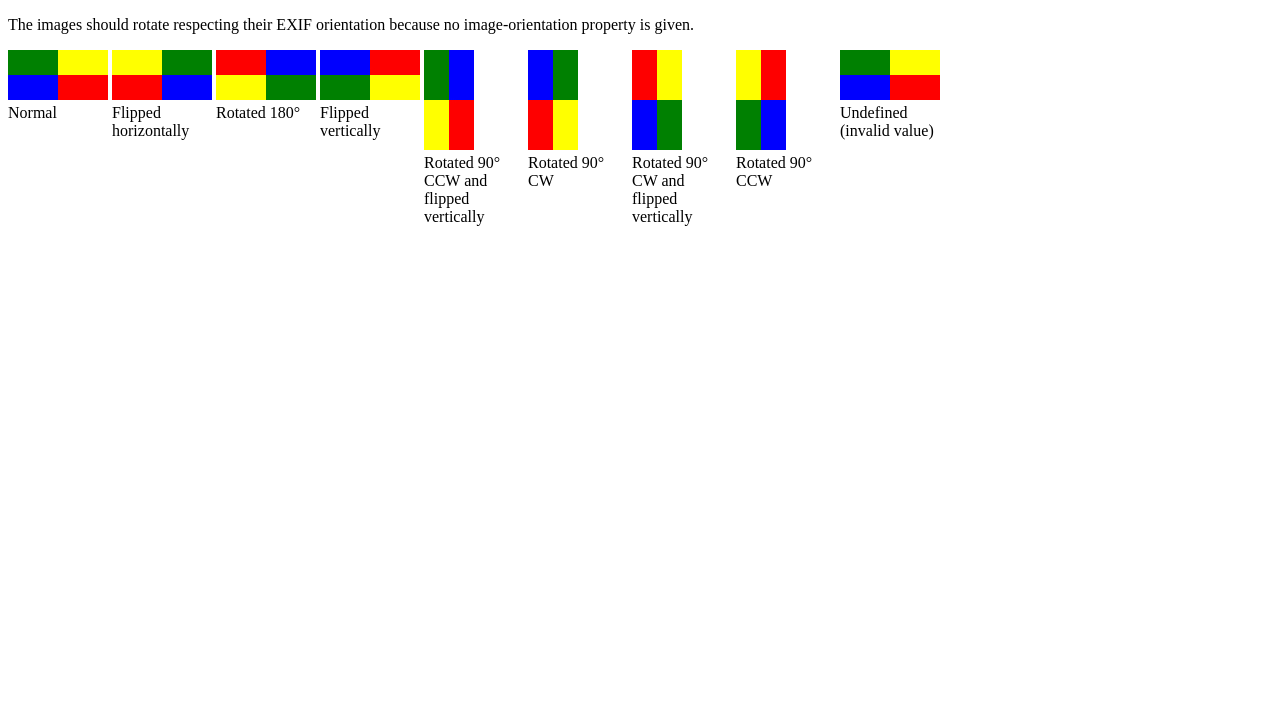 The images should rotate respecting their EXIF orientation because no image-orientation property is given.
Normal
Flipped
horizontally
Rotated 180°
Flipped
vertically
Rotated 90°
CCW and
flipped
vertically
Rotated 90°
CW
Rotated 90°
CW and
flipped
vertically
Rotated 90°
CCW
Undefined
(invalid value)